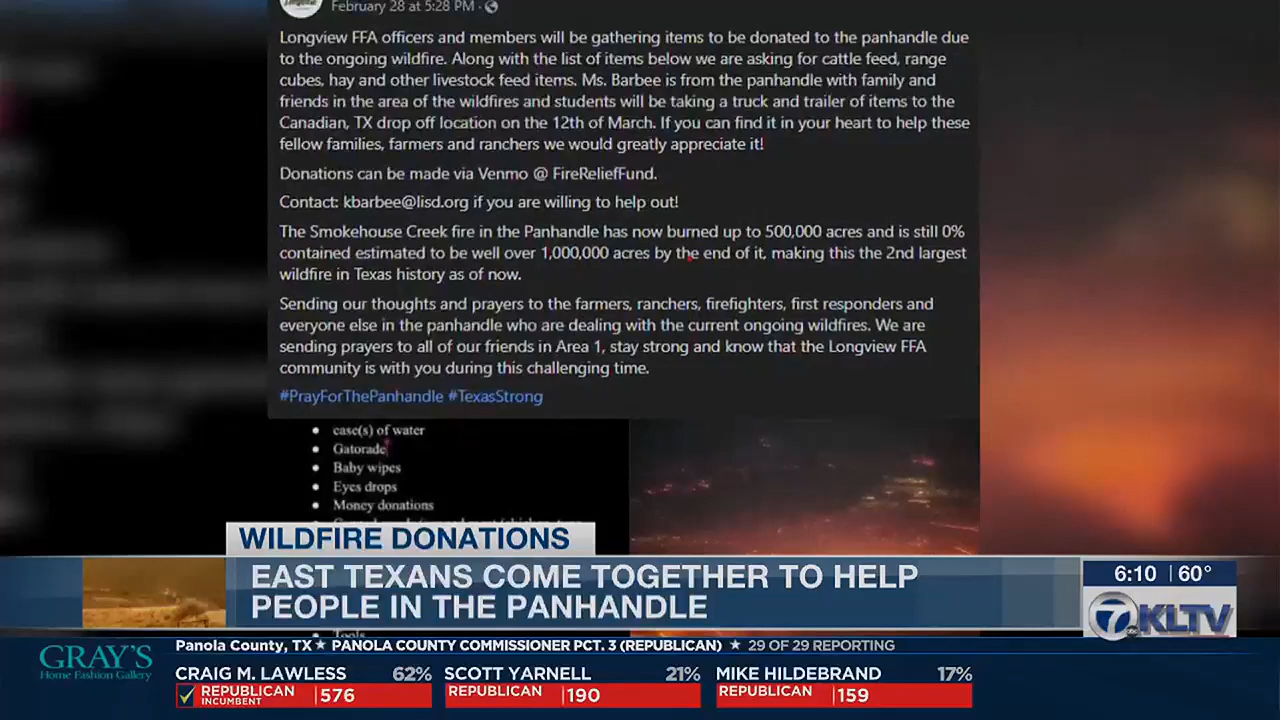 February 28 at 5:28 PM ·
Longview FFA officers and members will be gathering items to be donated to the panhandle due
to the ongoing wildfire. Along with the list of items below we are asking for cattle feed, range
cubes, hay and other livestock feed items. Ms. Barbee is from the panhandle with family and
friends in the area of the wildfires and students will be taking a truck and trailer of items to the
Canadian, TX drop off location on the 12th of March. If you can find it in your heart to help these
fellow families, farmers and ranchers we would greatly appreciate it!
Donations can be made via Venmo @ FireReliefFund.
Contact: kbarbee@lisd.org if you are willing to help out!
The Smokehouse Creek fire in the Panhandle has now burned up to 500,000 acres and is still 0%
contained estimated to be well over 1,000,000 acres by the end of it, making this the 2nd largest
wildfire in Texas history as of now.
Sending our thoughts and prayers to the farmers, ranchers, firefighters, first responders and
everyone else in the panhandle who are dealing with the current ongoing wildfires. We are
sending prayers to all of our friends in Area 1, stay strong and know that the Longview FFA
community is with you during this challenging time.
#PrayForThePanhandle #TexasStrong
• case(s) of water
• Gatorade
• Baby wipes
• Eyes drops
• Money donations
WILDFIRE DONATIONS
EAST TEXANS COME TOGETHER TO HELP
PEOPLE IN THE PANHANDLE
6:10 | 60°
7 KLTV
abc
Tools
GRAY'S
Home Fashion Gallery
Panola County, TX ★ PANOLA COUNTY COMMISSIONER PCT. 3 (REPUBLICAN) ★ 29 OF 29 REPORTING
CRAIG M. LAWLESS 62%
REPUBLICAN INCUMBENT 576
SCOTT YARNELL 21%
REPUBLICAN 190
MIKE HILDEBRAND 17%
REPUBLICAN 159